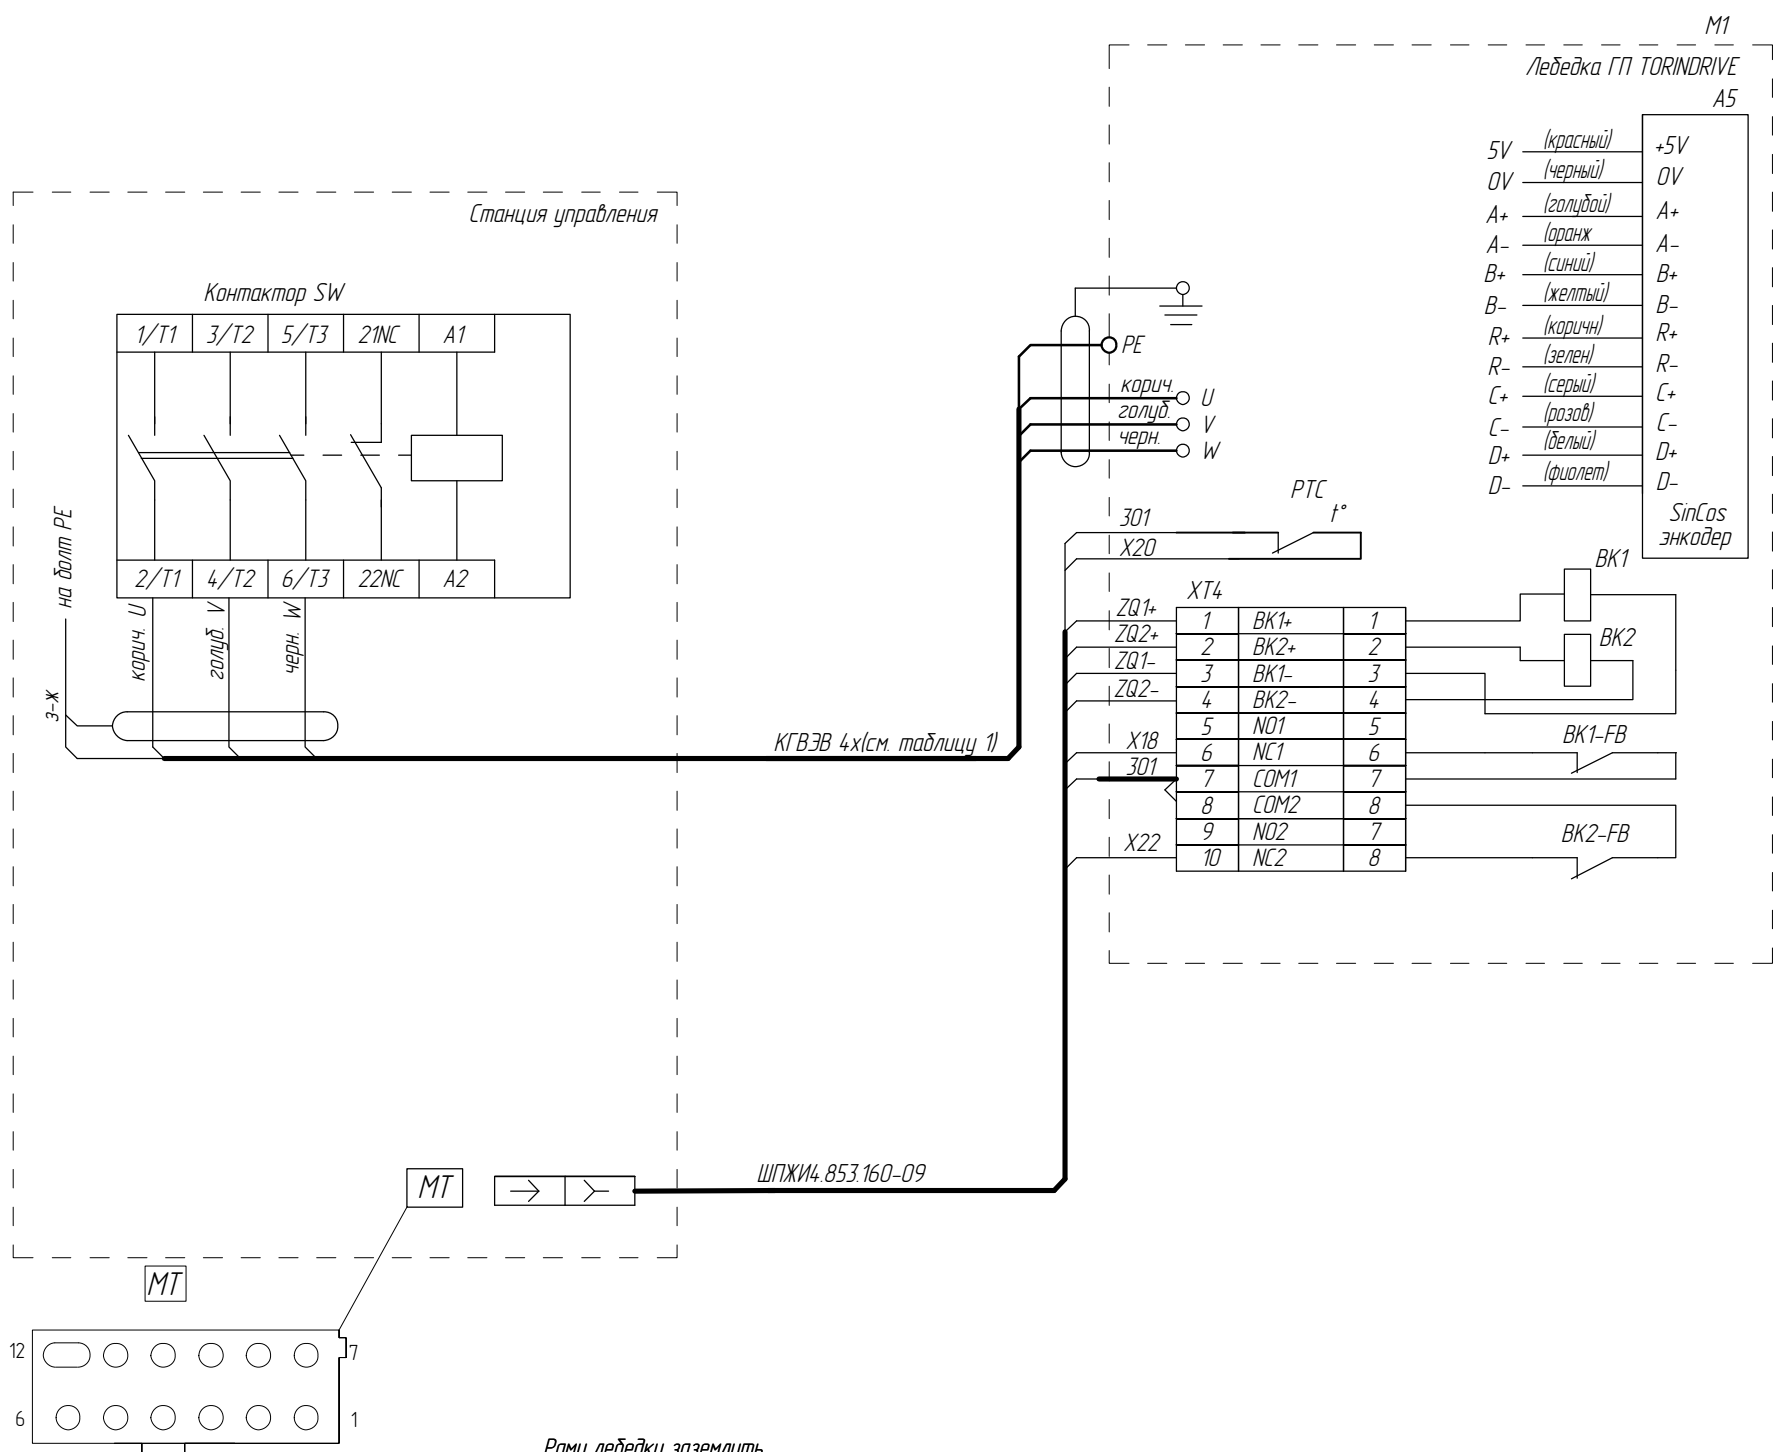 M1
Лебедка ГП TORINDRIVE
A5
5V (красный) +5V
0V (черный) 0V
A+ (голубой) A+
A- (оранж A-
B+ (синий) B+
B- (желтый) B-
R+ (коричн) R+
R- (зелен) R-
C+ (серый) C+
C- (розов) C-
D+ (белый) D+
D- (фиолет) D-
SinCos
энкодер
Станция управления
Контактор SW
1/T1 3/T2 5/T3 21NC A1
2/T1 4/T2 6/T3 22NC A2
на болт PE
з-ж
корич. U
голуб. V
черн. W
КГВЭВ 4х(см. таблицу 1)
PE
корич. U
голуб. V
черн. W
PTC
t°
301
X20
XT4
BK1
BK2
ZQ1+ 1 BK1+ 1
ZQ2+ 2 BK2+ 2
ZQ1- 3 BK1- 3
ZQ2- 4 BK2- 4
5 NO1 5
X18 6 NC1 6 BK1-FB
301 7 COM1 7
8 COM2 8
9 NO2 7 BK2-FB
X22 10 NC2 8
MT
ШПЖИ4.853.160-09
MT
12 7
6 1
Раму лебедки заземлить